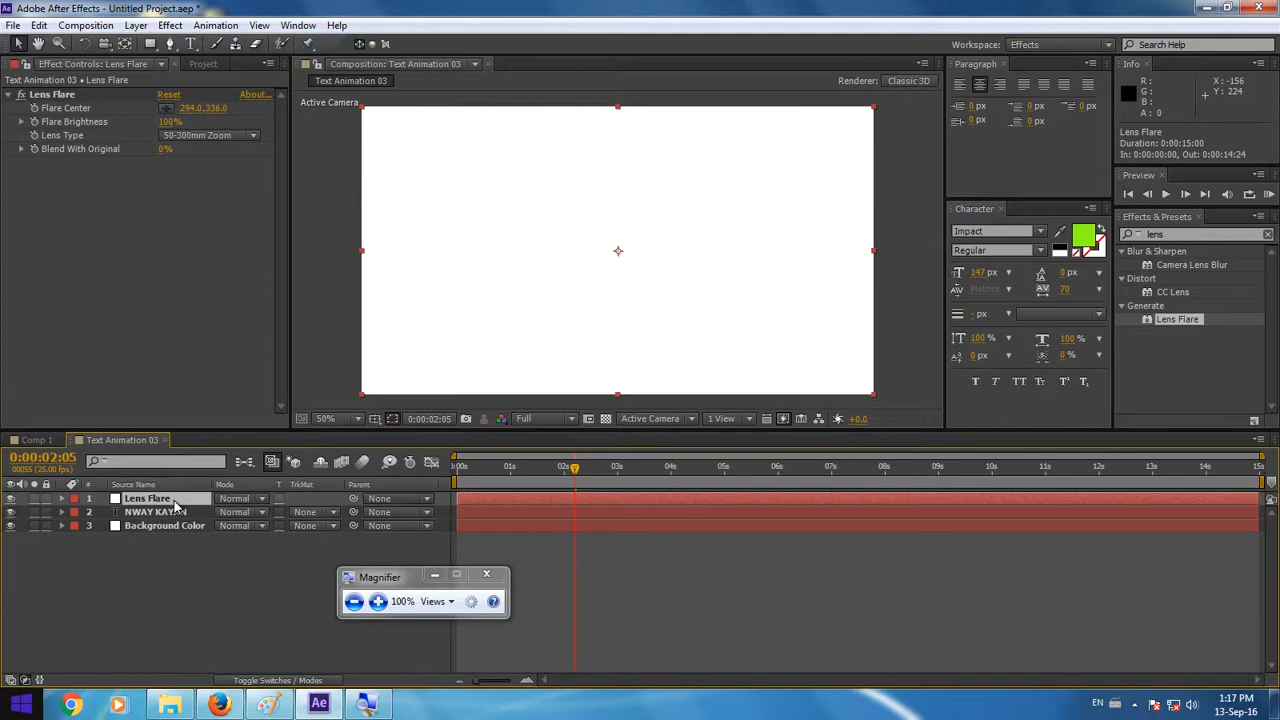 Adobe After Effects - Untitled Project.aep *
File Edit Composition Layer Effect Animation View Window Help
Workspace: Effects Search Help
Effect Controls: Lens Flare Project
Composition: Text Animation 03
Paragraph
Info
Text Animation 03 • Lens Flare
Text Animation 03
Renderer: Classic 3D
Lens Flare Reset About...
Active Camera
Flare Center 294.0,336.0
Flare Brightness 100%
Lens Type 50-300mm Zoom
Blend With Original 0%
R: X: -156
G: Y: 224
B:
A: 0
0 px 0 px 0 px
0 px 0 px
Lens Flare
Duration: 0:00:15:00
In: 0:00:00:00, Out: 0:00:14:24
Preview
Character
Impact
Regular
147 px 0 px
Metrics 70
- px
100 % 100 %
0 px 0 %
T T TT Tt T¹ T₁
Effects & Presets
lens
Blur & Sharpen
Camera Lens Blur
Distort
CC Lens
Generate
Lens Flare
50% 0:00:02:05 Full Active Camera 1 View +0.0
Comp 1 Text Animation 03
0:00:02:05
00055 (25.00 fps)
:00s 01s 02s 03s 04s 05s 06s 07s 08s 09s 10s 11s 12s 13s 14s 15s
# Source Name Mode T TrkMat Parent
1 Lens Flare Normal None
2 NWAY KA Normal None None
3 Background Color Normal None None
Magnifier
100% Views
Toggle Switches / Modes
Ae
EN
1:17 PM
13-Sep-16